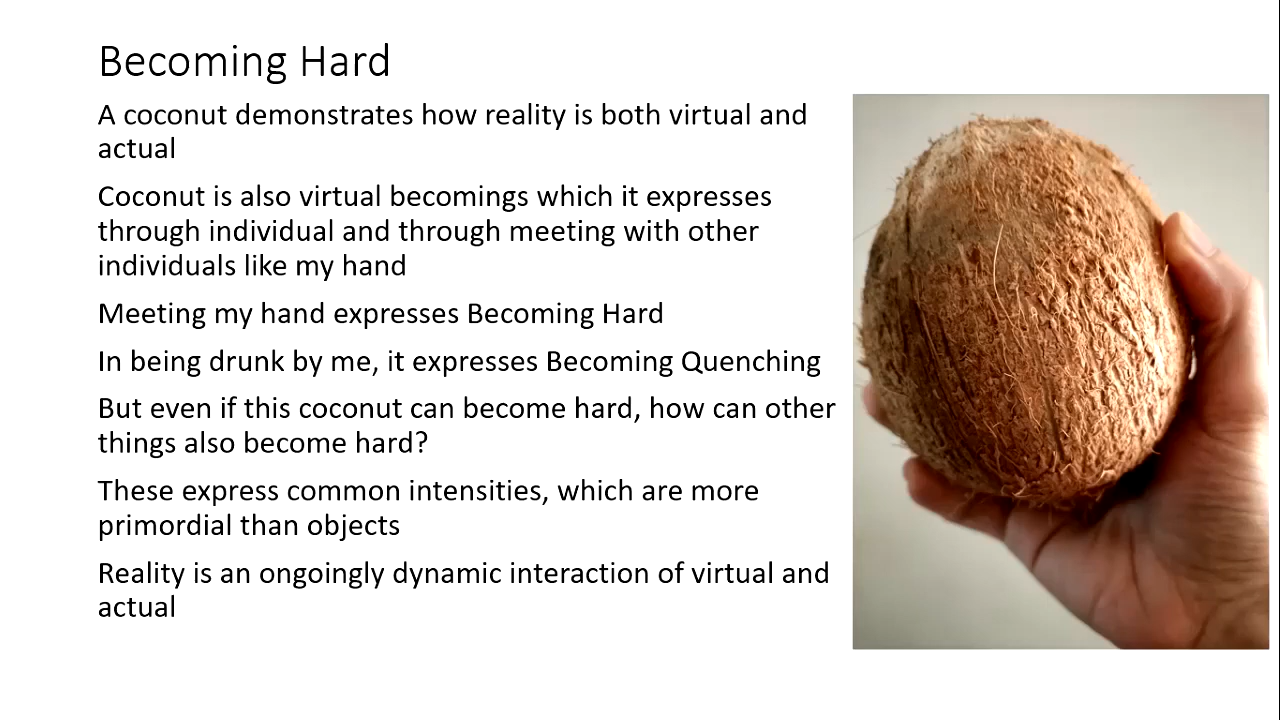 Becoming Hard
A coconut demonstrates how reality is both virtual and
actual
Coconut is also virtual becomings which it expresses
through individual and through meeting with other
individuals like my hand
Meeting my hand expresses Becoming Hard
In being drunk by me, it expresses Becoming Quenching
But even if this coconut can become hard, how can other
things also become hard?
These express common intensities, which are more
primordial than objects
Reality is an ongoingly dynamic interaction of virtual and
actual